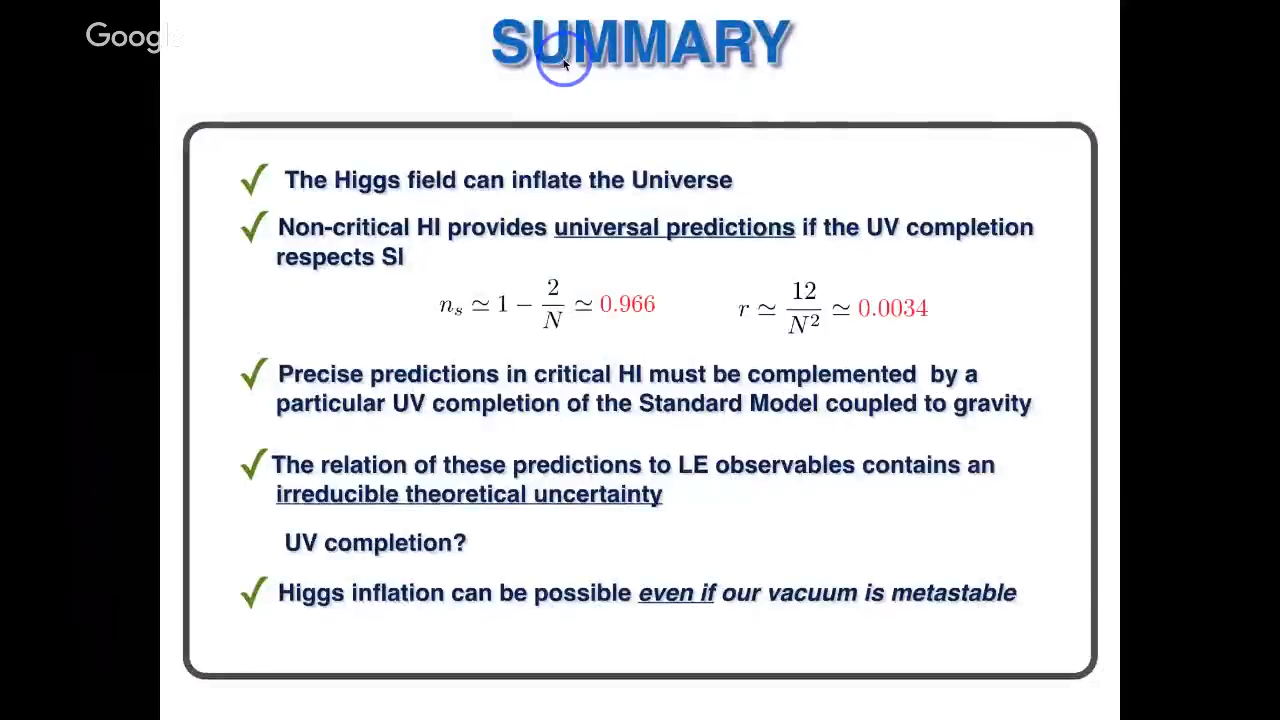 Google
SUMMARY
✓ The Higgs field can inflate the Universe
✓ Non-critical HI provides universal predictions if the UV completion
respects SI
n_s ≃ 1 − 2/N ≃ 0.966 r ≃ 12/N² ≃ 0.0034
✓ Precise predictions in critical HI must be complemented by a
particular UV completion of the Standard Model coupled to gravity
✓ The relation of these predictions to LE observables contains an
irreducible theoretical uncertainty
UV completion?
✓ Higgs inflation can be possible even if our vacuum is metastable